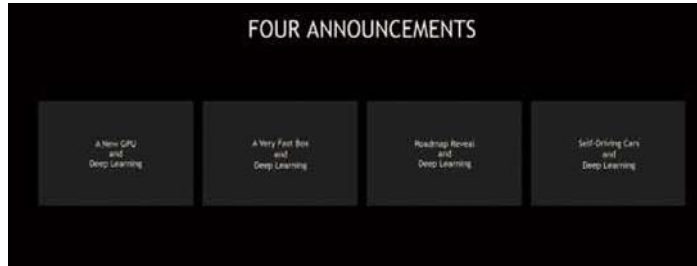 FOUR ANNOUNCEMENTS
A New GPU
and
Deep Learning
A Very Fast Box
and
Deep Learning
Roadmap Reveal
and
Deep Learning
Self-Driving Cars
and
Deep Learning